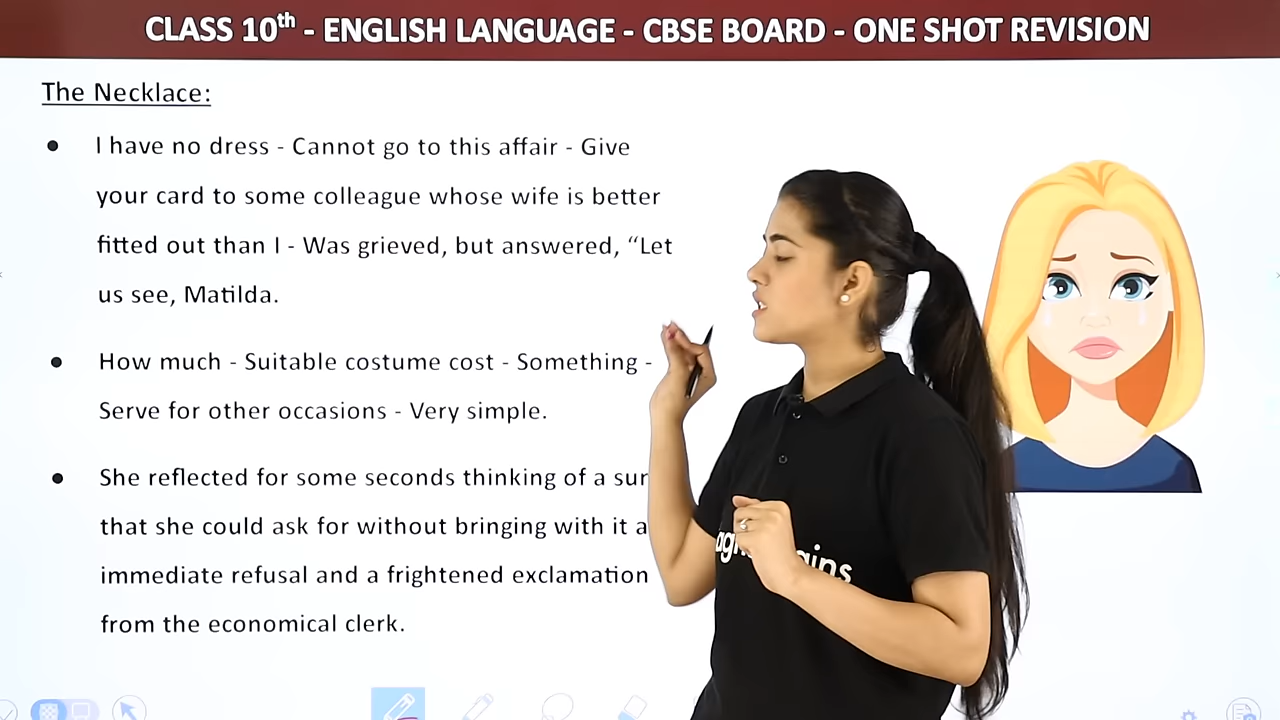 CLASS 10th - ENGLISH LANGUAGE - CBSE BOARD - ONE SHOT REVISION
The Necklace:
● I have no dress - Cannot go to this affair - Give
your card to some colleague whose wife is better
fitted out than I - Was grieved, but answered, “Let
us see, Matilda.
● How much - Suitable costume cost - Something -
Serve for other occasions - Very simple.
● She reflected for some seconds thinking of a
that she could ask for without bringing with it
immediate refusal and a frightened exclamation
from the economical clerk.